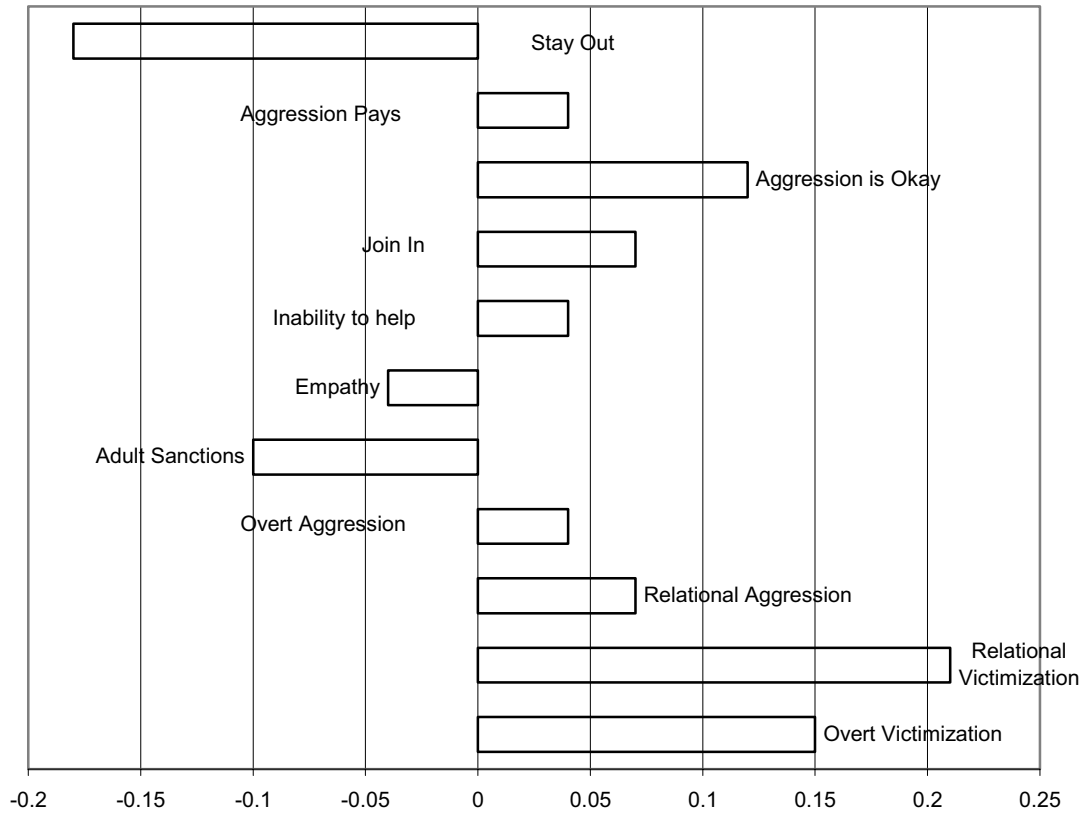 Stay Out
Aggression Pays
Aggression is Okay
Join In
Inability to help
Empathy
Adult Sanctions
Overt Aggression
Relational Aggression
Relational
Victimization
Overt Victimization
-0.2 -0.15 -0.1 -0.05 0 0.05 0.1 0.15 0.2 0.25